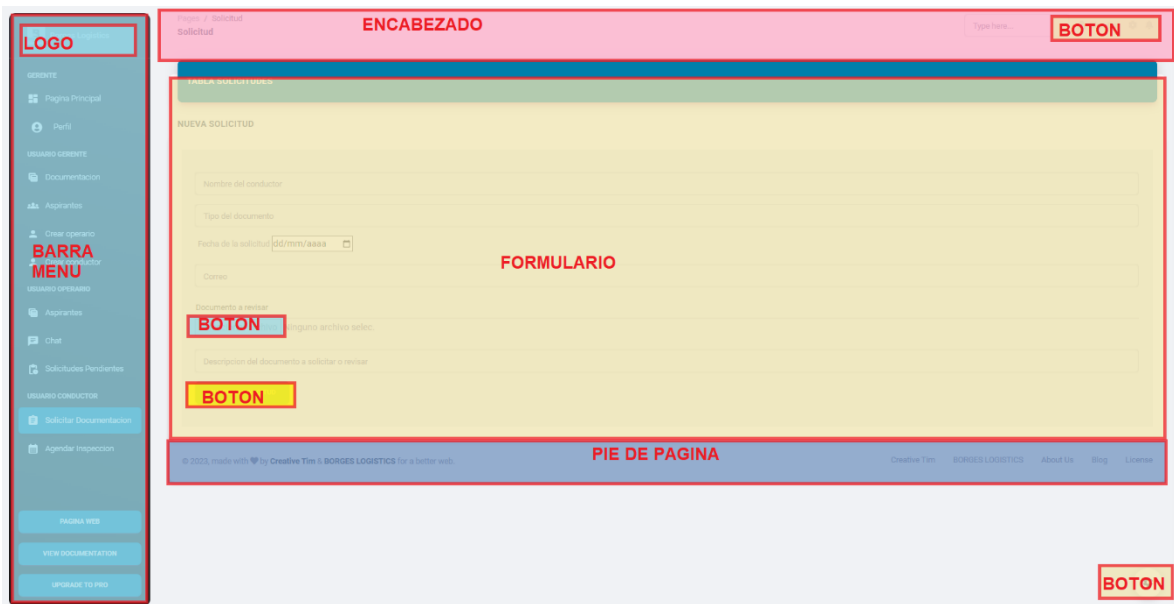 LOGO
GERENTE
Pagina Principal
Perfil
USUARIO GERENTE
Documentacion
Aspirantes
Crear operario
BARRA
MENU
Crear conductor
USUARIO OPERARIO
Aspirantes
Chat
Solicitudes Pendientes
USUARIO CONDUCTOR
Solicitar Documentacion
Agendar Inspeccion
PAGINA WEB
VIEW DOCUMENTATION
UPGRADE TO PRO
Pages / Solicitud
Solicitud
ENCABEZADO
Type here...
BOTON
TABLA SOLICITUDES
NUEVA SOLICITUD
Nombre del conductor
Tipo del documento
Fecha de la solicitud dd/mm/aaaa
FORMULARIO
Correo
Documento a revisar
BOTON
Ninguno archivo selec.
Descripcion del documento a solicitar o revisar
BOTON
PIE DE PAGINA
© 2023, made with ♥ by Creative Tim & BORGES LOGISTICS for a better web.
Creative Tim BORGES LOGISTICS About Us Blog License
BOTON